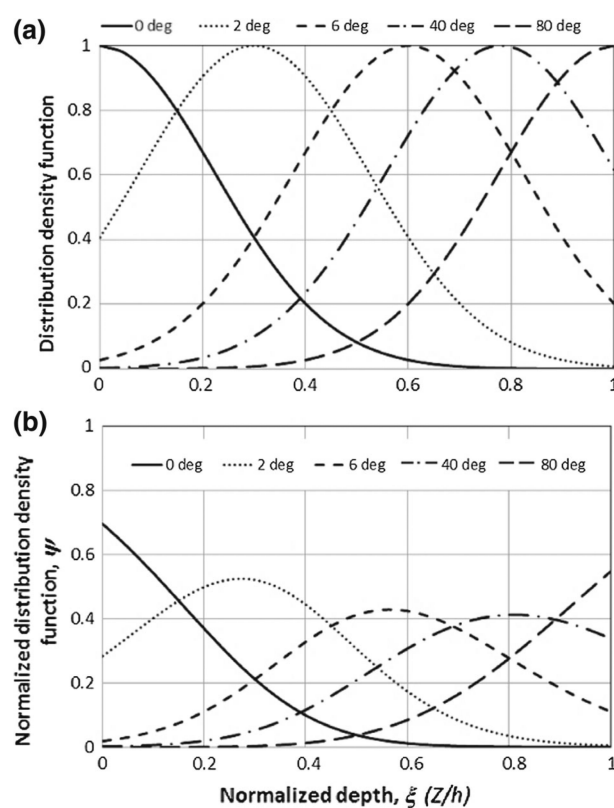 (a)
0 deg 2 deg 6 deg 40 deg 80 deg
Distribution density function
1
0.8
0.6
0.4
0.2
0
0 0.2 0.4 0.6 0.8 1
(b)
0 deg 2 deg 6 deg 40 deg 80 deg
Normalized distribution density
function, ψ
1
0.8
0.6
0.4
0.2
0
0 0.2 0.4 0.6 0.8 1
Normalized depth, ξ (Z/h)